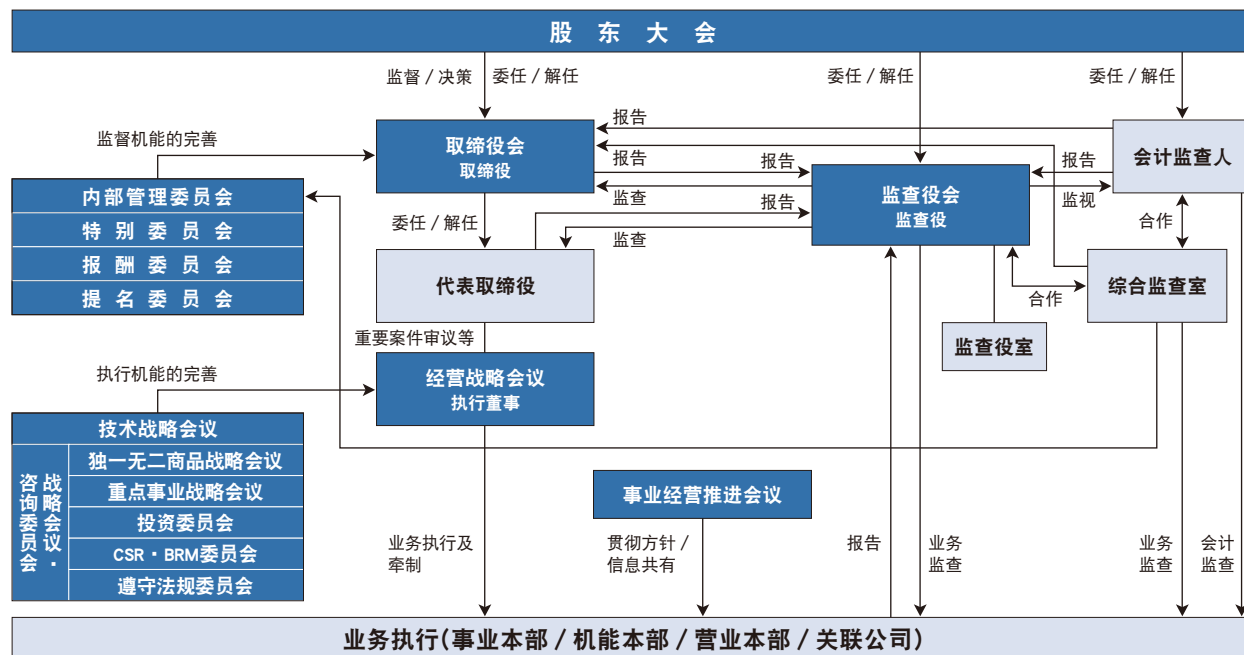 股东大会
监督 / 决策
委任 / 解任
委任 / 解任
委任 / 解任
监督机能的完善
取缔役会
取缔役
报告
报告
报告
监查
报告
监查
监查役会
监查役
报告
监视
会计监查人
合作
内部管理委员会
特别委员会
报酬委员会
提名委员会
委任 / 解任
代表取缔役
合作
综合监查室
监查役室
重要案件审议等
执行机能的完善
经营战略会议
执行董事
技术战略会议
战略会议·
咨询委员会
独一无二商品战略会议
重点事业战略会议
投资委员会
CSR·BRM委员会
遵守法规委员会
事业经营推进会议
业务执行及
牵制
贯彻方针 /
信息共有
报告
业务
监查
业务
监查
会计
监查
业务执行(事业本部 / 机能本部 / 营业本部 / 关联公司)